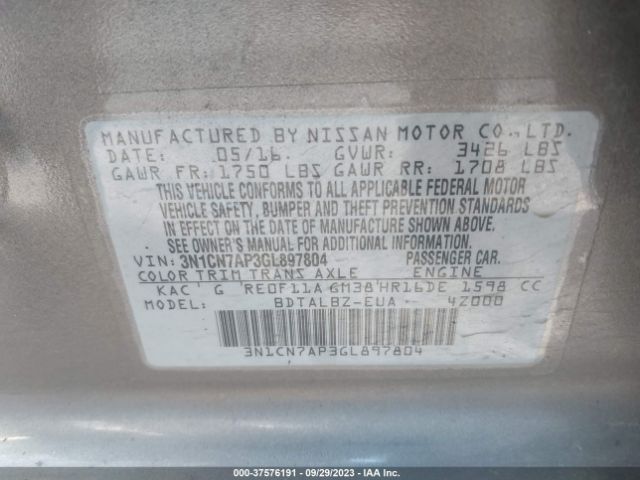 MANUFACTURED BY NISSAN MOTOR CO., LTD.
DATE: 05/16 GVWR: 3426 LBS
GAWR FR: 1750 LBS GAWR RR: 1708 LBS
THIS VEHICLE CONFORMS TO ALL APPLICABLE FEDERAL MOTOR
VEHICLE SAFETY, BUMPER AND THEFT PREVENTION STANDARDS
IN EFFECT ON THE DATE OF MANUFACTURE SHOWN ABOVE.
SEE OWNER'S MANUAL FOR ADDITIONAL INFORMATION.
VIN: 3N1CN7AP3GL897804 PASSENGER CAR.
COLOR TRIM TRANS AXLE ENGINE
KAC G RE0F11A GM38 HR16DE 1598 CC
MODEL: BDTALBZ-EUA 4Z000
3N1CN7AP3GL897804
000-37576191 - 09/29/2023 - IAA Inc.